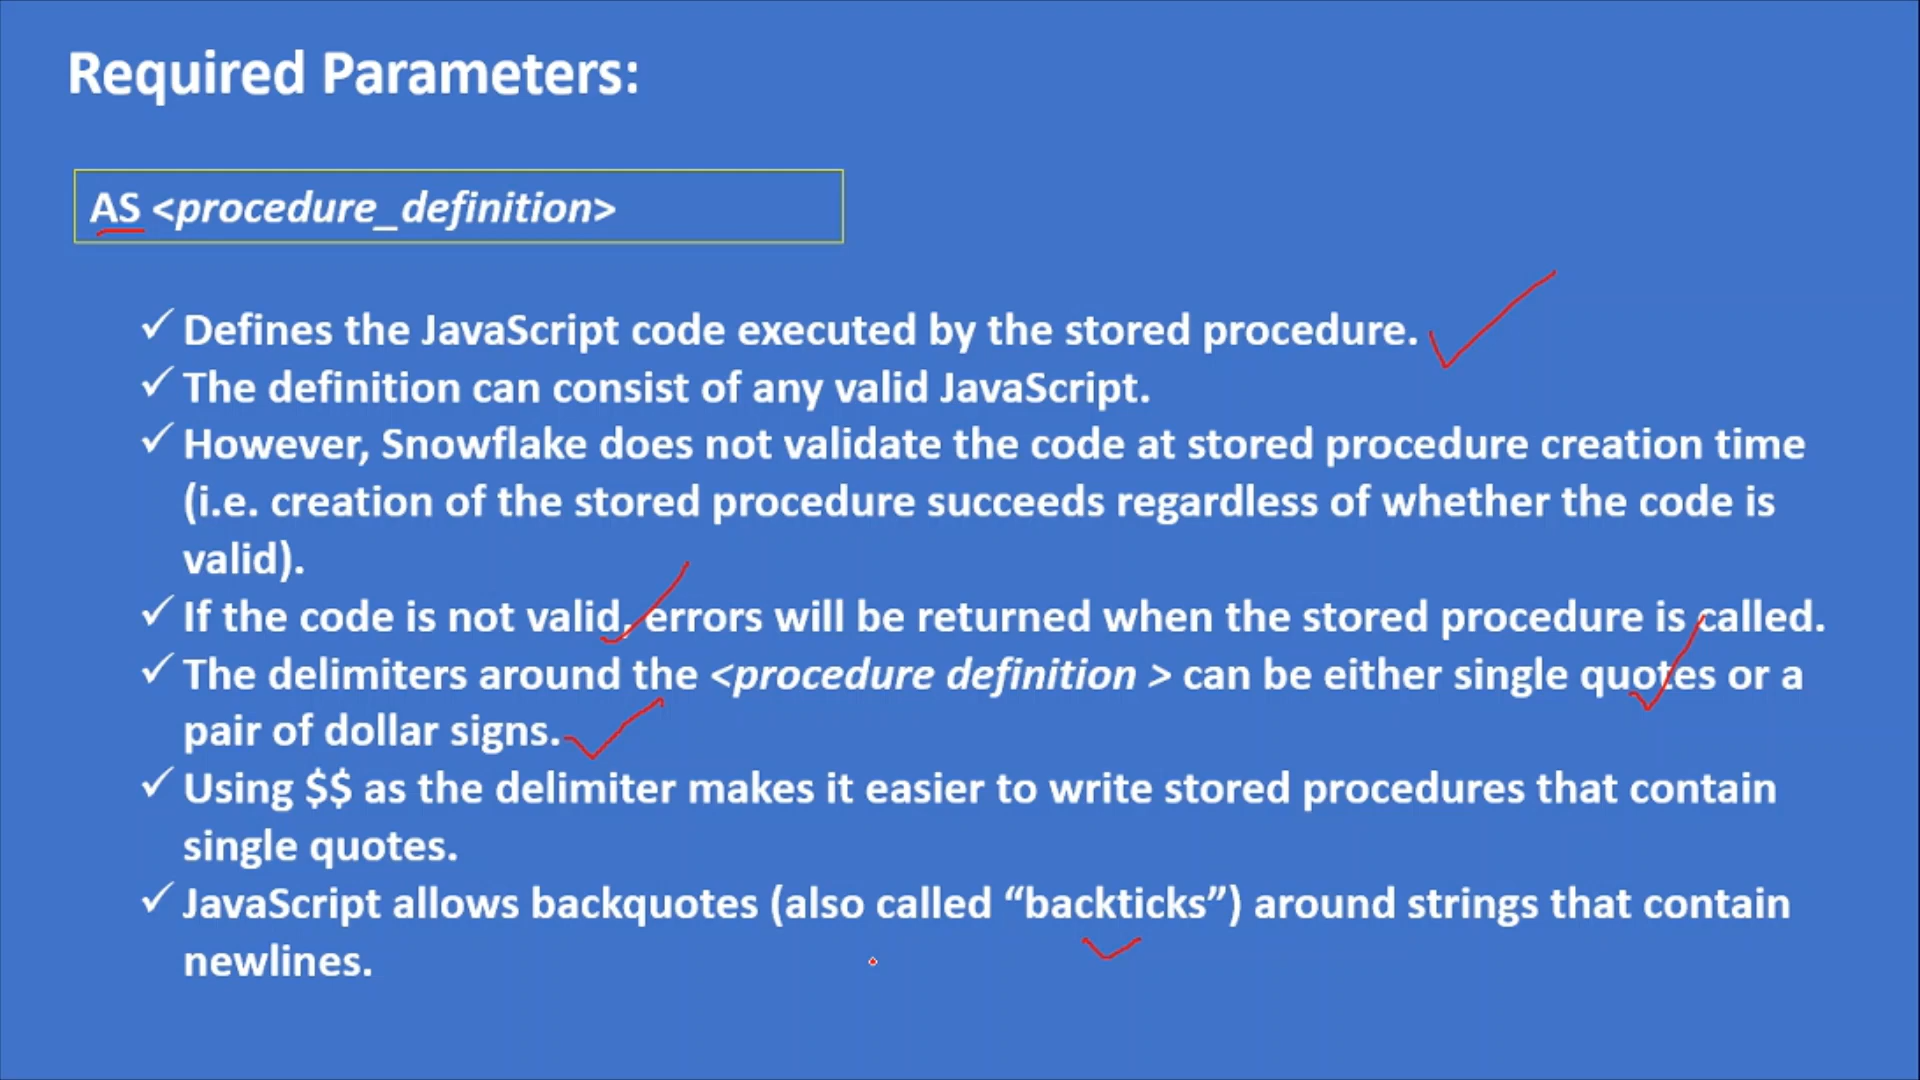 Required Parameters:
AS <procedure_definition>
✓ Defines the JavaScript code executed by the stored procedure.
✓ The definition can consist of any valid JavaScript.
✓ However, Snowflake does not validate the code at stored procedure creation time
(i.e. creation of the stored procedure succeeds regardless of whether the code is
valid).
✓ If the code is not valid, errors will be returned when the stored procedure is called.
✓ The delimiters around the <procedure definition > can be either single quotes or a
pair of dollar signs.
✓ Using $$ as the delimiter makes it easier to write stored procedures that contain
single quotes.
✓ JavaScript allows backquotes (also called “backticks”) around strings that contain
newlines.